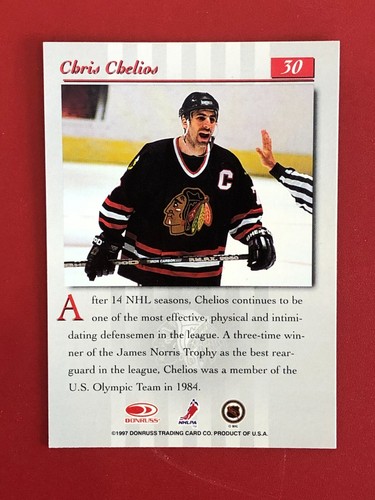 Chris Chelios
30
C
After 14 NHL seasons, Chelios continues to be
one of the most effective, physical and intimi-
dating defensemen in the league. A three-time win-
ner of the James Norris Trophy as the best rear-
guard in the league, Chelios was a member of the
U.S. Olympic Team in 1984.
DONRUSS
NHLPA
©1997 DONRUSS TRADING CARD CO. PRODUCT OF U.S.A.